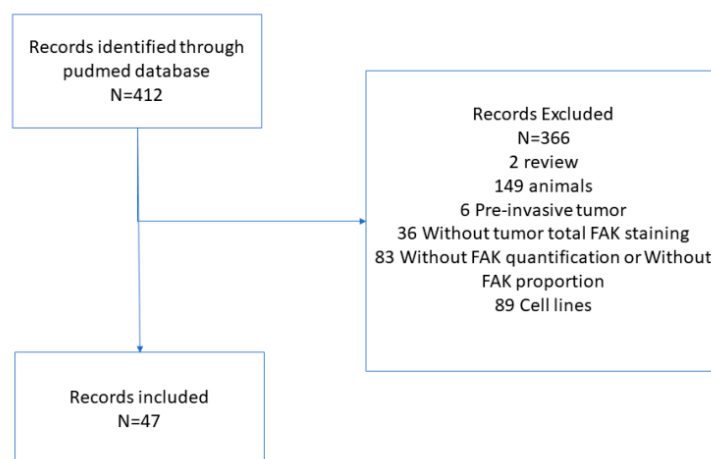 Records identified through
pudmed database
N=412
Records Excluded
N=366
2 review
149 animals
6 Pre-invasive tumor
36 Without tumor total FAK staining
83 Without FAK quantification or Without
FAK proportion
89 Cell lines
Records included
N=47